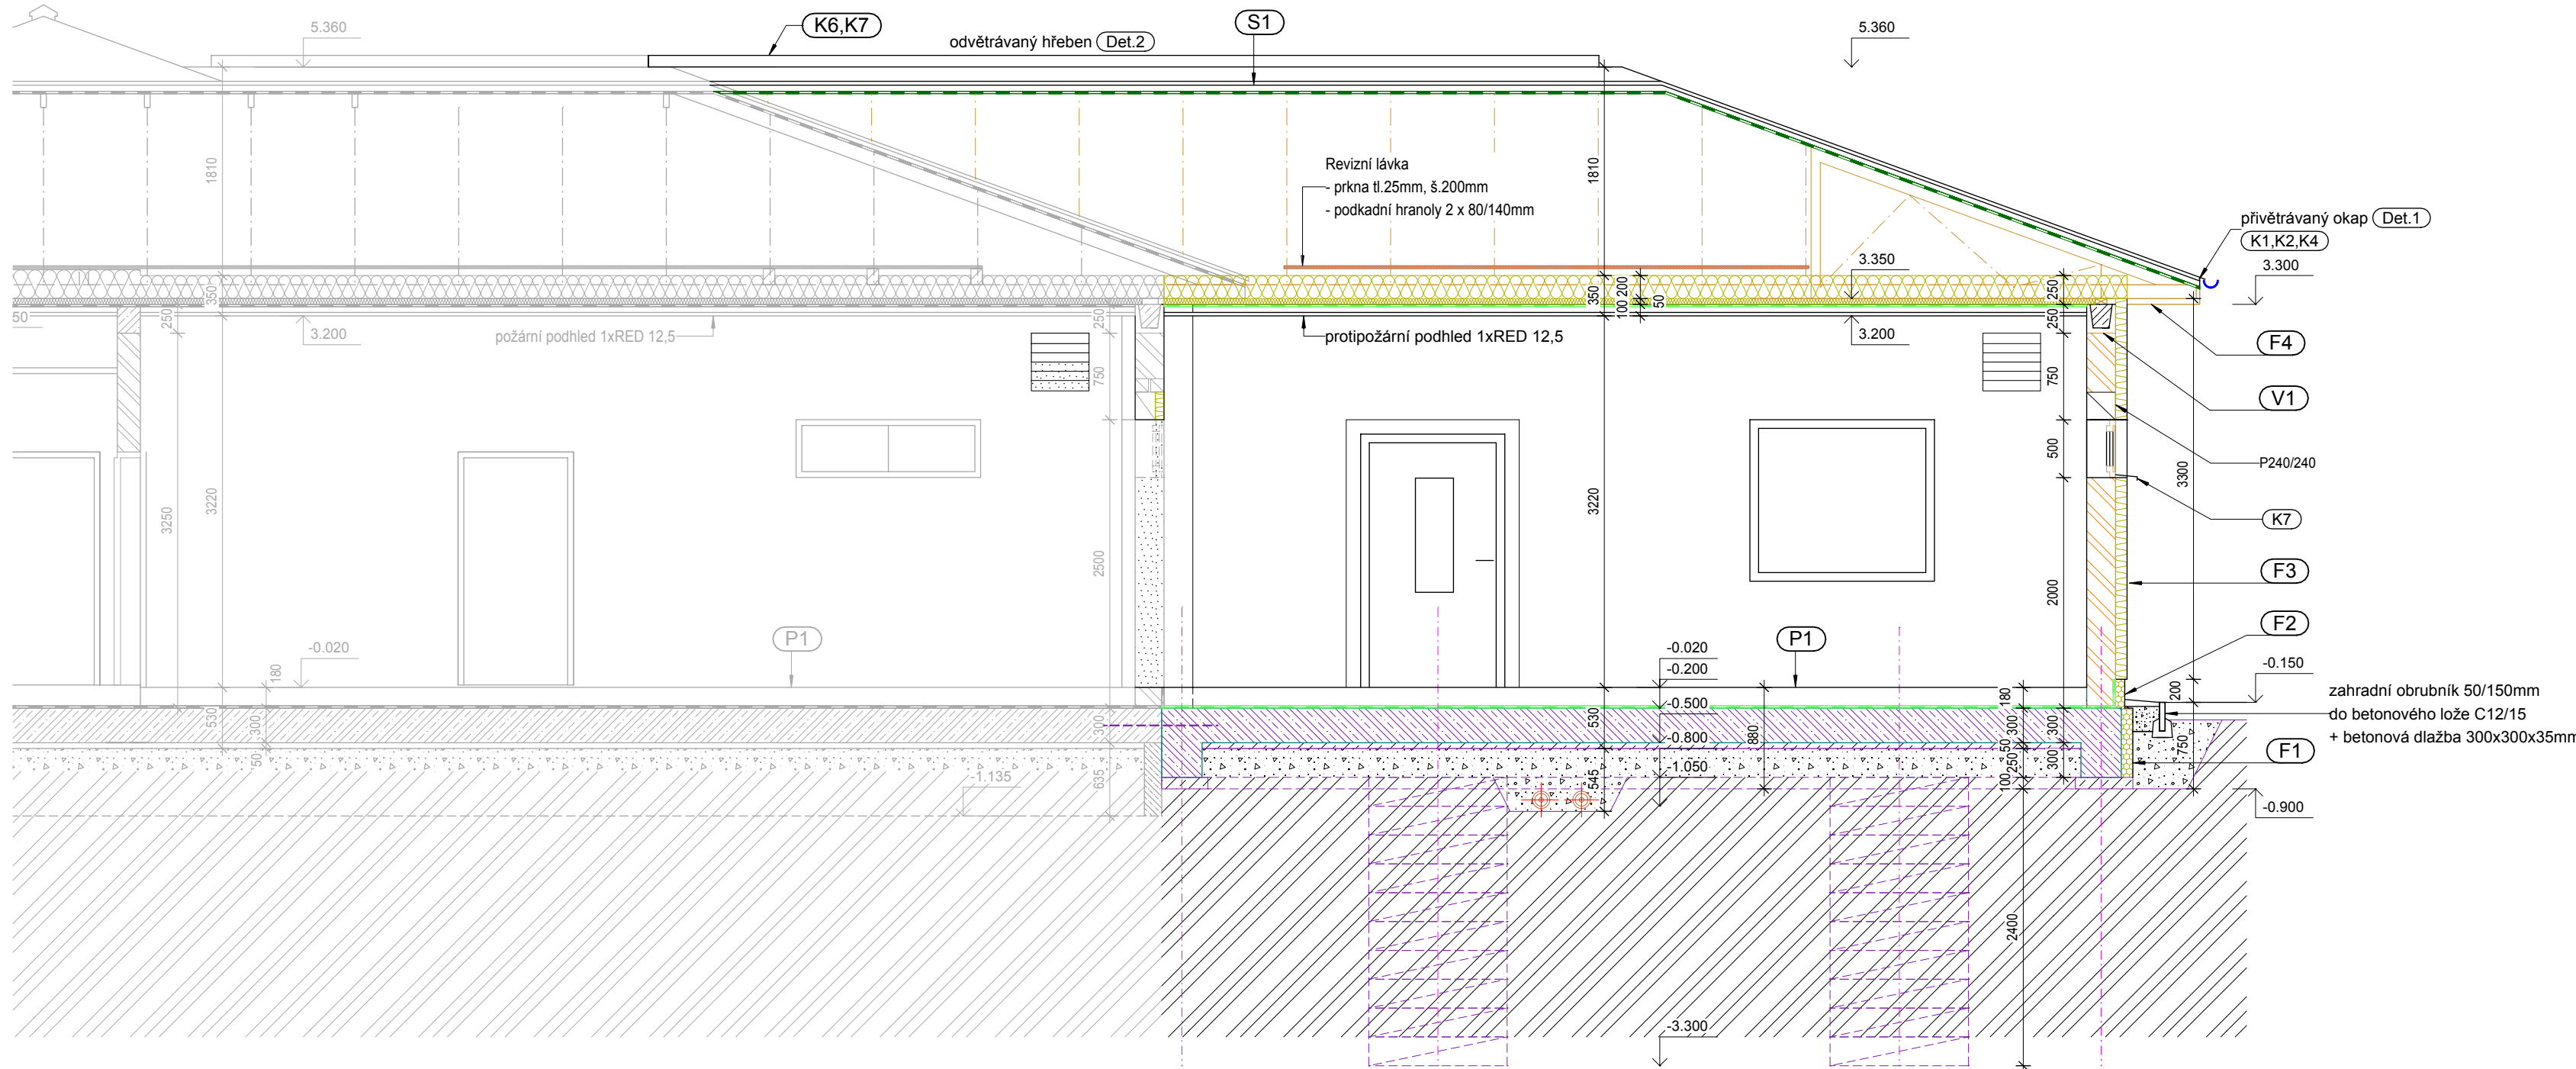 5.360
K6,K7
odvětrávaný hřeben Det.2
S1
5.360
1810
1810
Revizní lávka
- prkna tl.25mm, š.200mm
- podkadní hranoly 2 x 80/140mm
přivětrávaný okap Det.1
K1,K2,K4
3.300
3.350
350
350
200
100
50
250
250
50
250
250
3.200
požární podhled 1xRED 12,5
protipožární podhled 1xRED 12,5
3.200
F4
750
750
V1
500
P240/240
3300
K7
3250
3220
3220
2500
2000
F3
F2
P1
P1
-0.020
180
-0.020
-0.200
-0.500
-0.800
-1.050
-0.150
200
zahradní obrubník 50/150mm
do betonového lože C12/15
+ betonová dlažba 300x300x35mm
F1
530
300
50
300
635
-1.135
530
545
880
180
300
50
250
100
300
300
750
-0.900
2400
-3.300